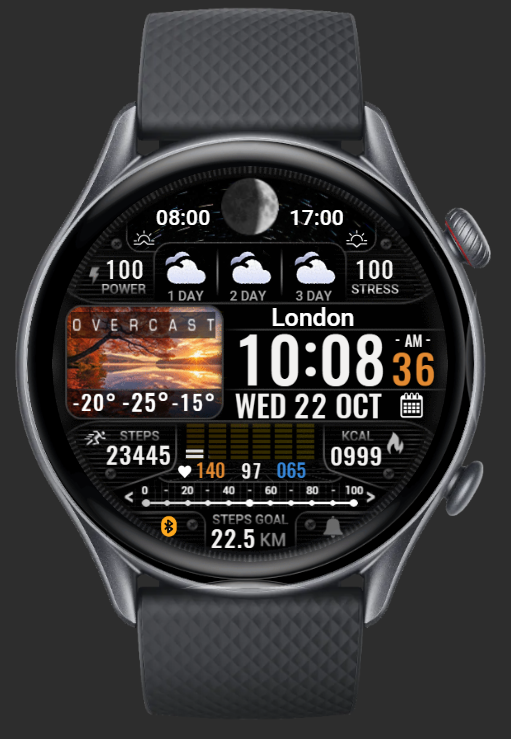 08:00
17:00
100
POWER
1 DAY
2 DAY
3 DAY
100
STRESS
OVERCAST
-20° -25° -15°
London
10:08
- AM -
36
WED 22 OCT
STEPS
23445
140 97 065
KCAL
0999
< 0 - 20 - 40 - 60 - 80 - 100 >
STEPS GOAL
22.5 KM